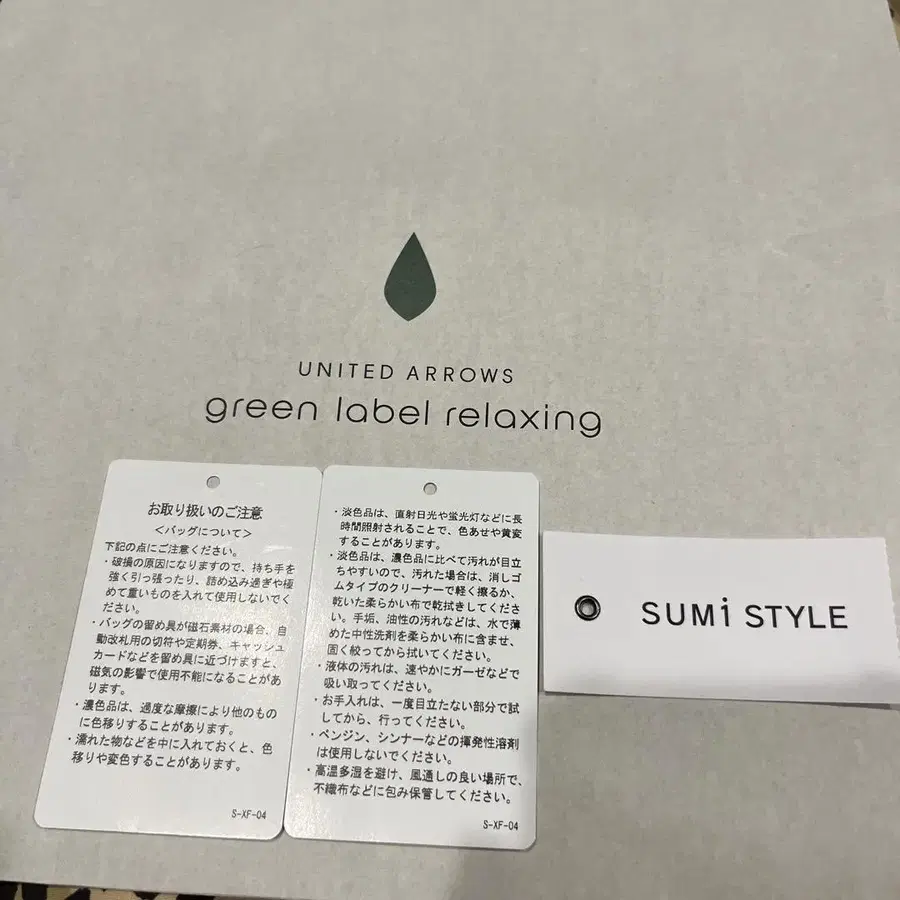 UNITED ARROWS
green label relaxing
お取り扱いのご注意
＜バッグについて＞
下記の点にご注意ください。
・破損の原因になりますので、持ち手を
強く引っ張ったり、詰め込み過ぎや極
めて重いものを入れて使用しないでく
ださい。
・バッグの留め具が磁石素材の場合、自
動改札用の切符や定期券、キャッシュ
カードなどを留め具に近づけますと、
磁気の影響で使用不能になることがあ
ります。
・濃色品は、過度な摩擦により他のもの
に色移りすることがあります。
・濡れた物などを中に入れておくと、色
移りや変色することがあります。
S-XF-04
・淡色品は、直射日光や蛍光灯などに長
時間照射されることで、色あせや黄変
することがあります。
・淡色品は、濃色品に比べて汚れが目立
ちやすいので、汚れた場合は、消しゴ
ムタイプのクリーナーで軽く擦るか、
乾いた柔らかい布で乾拭きしてくださ
い。手垢、油性の汚れなどは、水で薄
めた中性洗剤を柔らかい布に含ませ、
固く絞ってから拭いてください。
・液体の汚れは、速やかにガーゼなどで
吸い取ってください。
・お手入れは、一度目立たない部分で試
してから、行ってください。
・ベンジン、シンナーなどの揮発性溶剤
は使用しないでください。
・高温多湿を避け、風通しの良い場所で、
不織布などに包み保管してください。
S-XF-04
SUMi STYLE